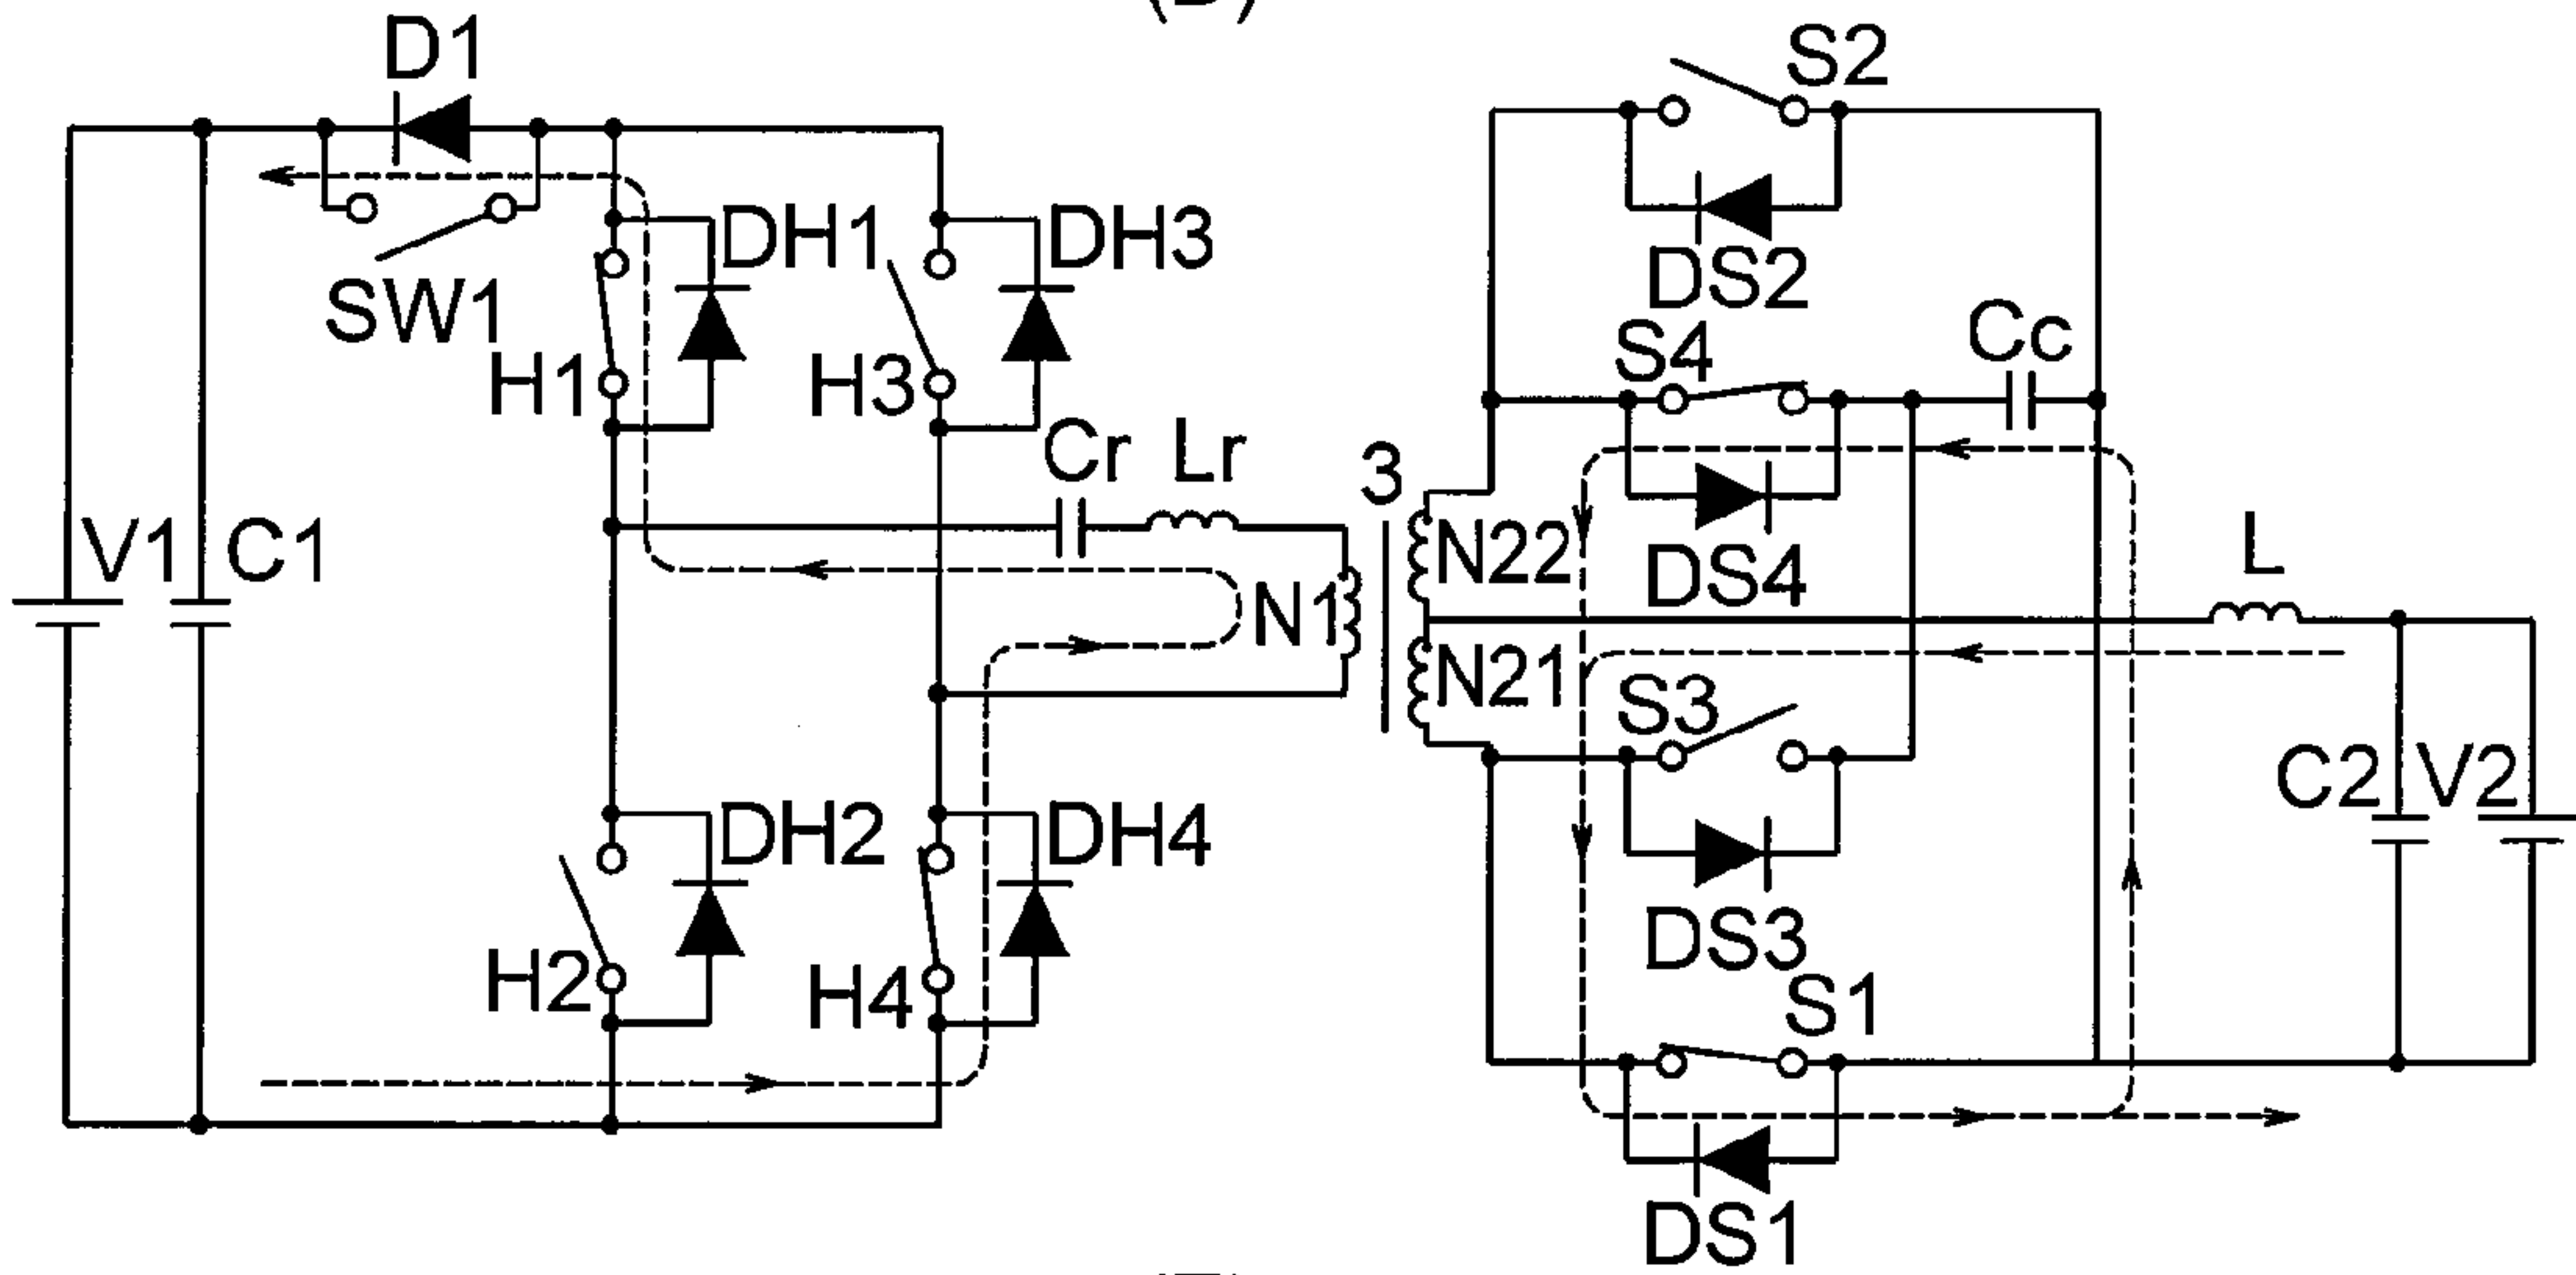 D1
S2
DH1
DH3
SW1
DS2
H1
H3
S4
Cc
Cr
Lr
3
V1
C1
N22
DS4
L
N1
N21
S3
C2
V2
DH2
DH4
DS3
H2
H4
S1
DS1